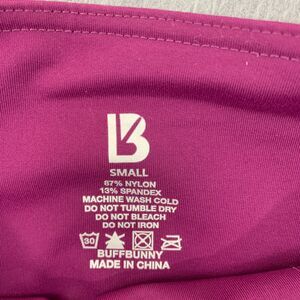 B
SMALL
87% NYLON
13% SPANDEX
MACHINE WASH COLD
DO NOT TUMBLE DRY
DO NOT BLEACH
DO NOT IRON
30
BUFFBUNNY
MADE IN CHINA